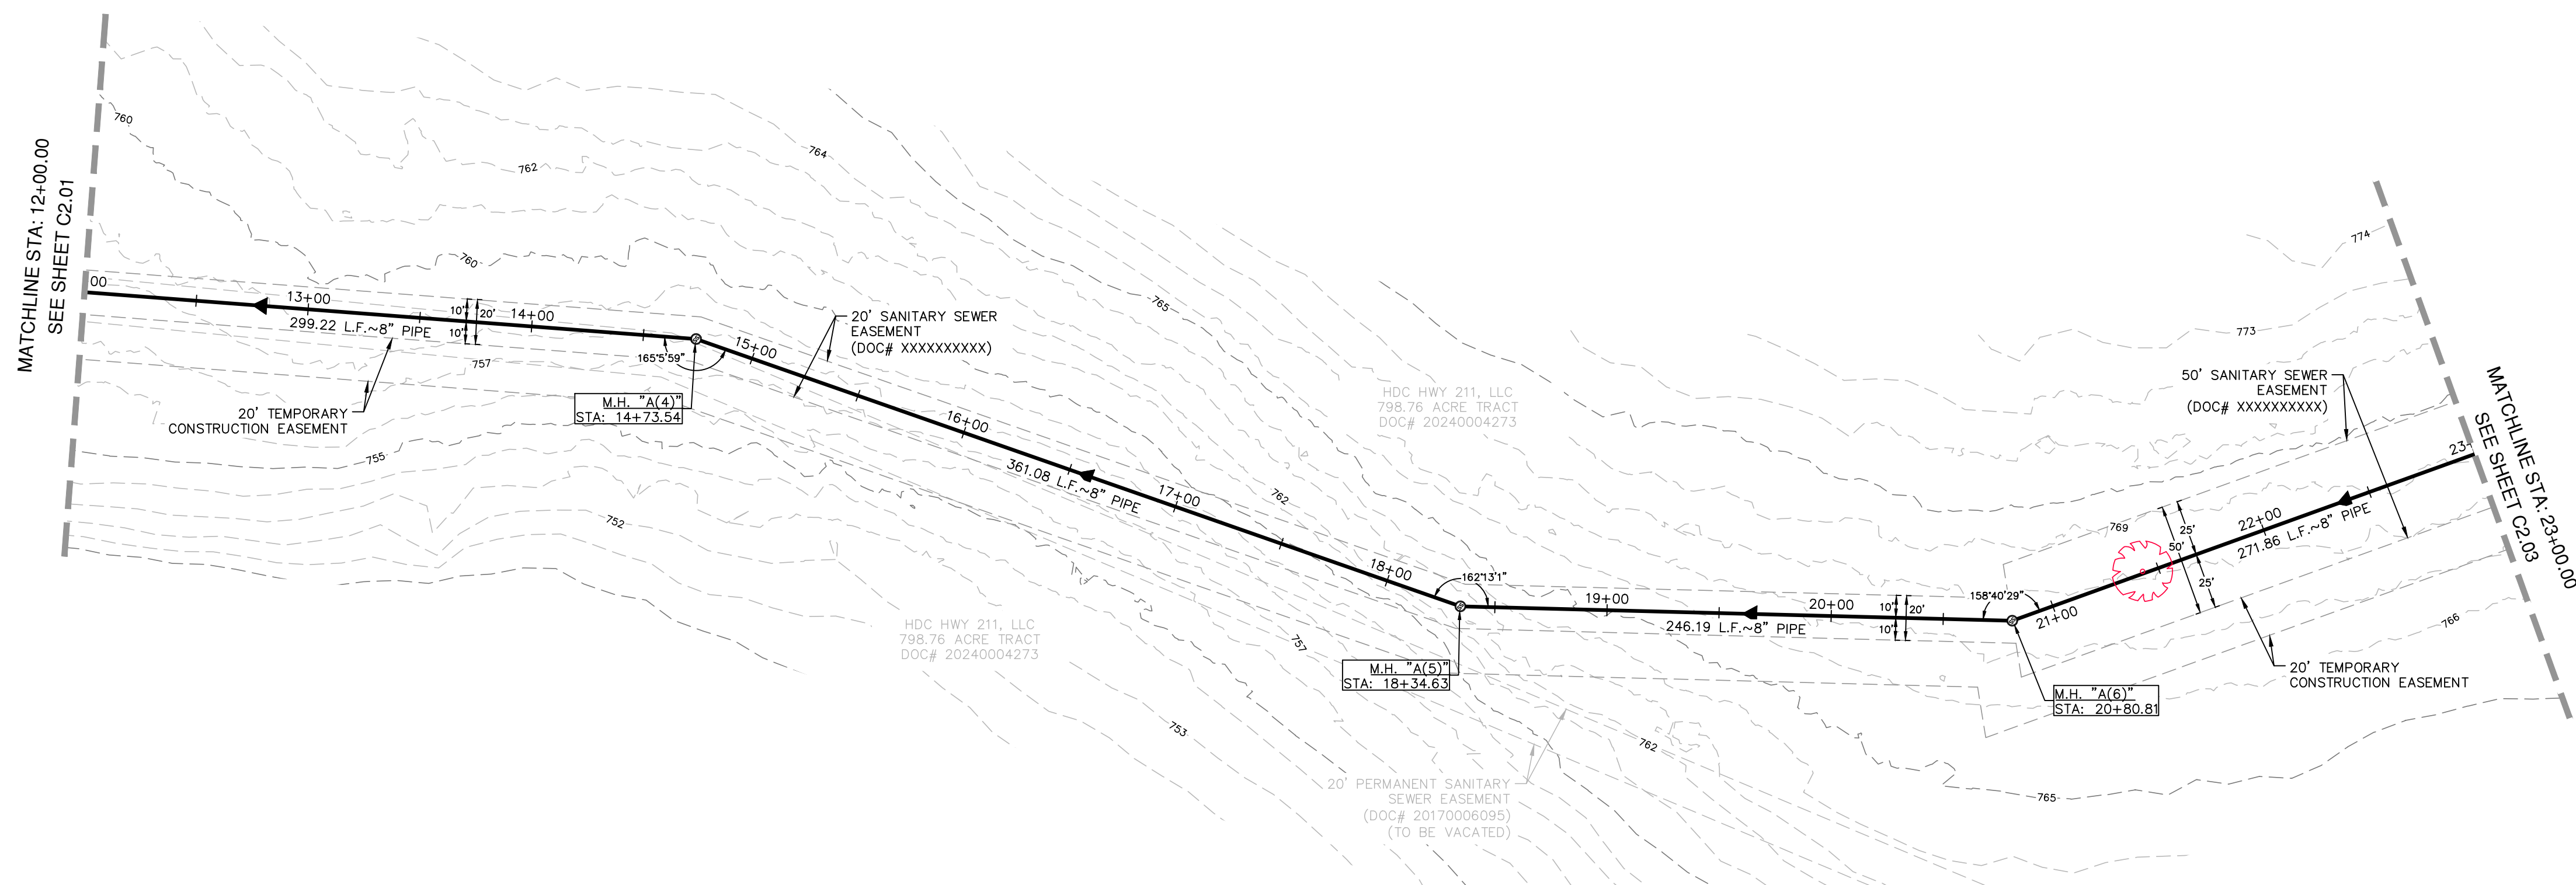 MATCHLINE STA: 12+00.00
SEE SHEET C2.01
760
762
764
760
765
774
773
00
13+00
299.22 L.F.~8" PIPE
10'
10'
20'
14+00
757
165°5'59"
15+00
20' SANITARY SEWER
EASEMENT
(DOC# XXXXXXXXXX)
20' TEMPORARY
CONSTRUCTION EASEMENT
M.H. "A(4)"
STA: 14+73.54
755
752
16+00
361.08 L.F.~8" PIPE
17+00
762
18+00
HDC HWY 211, LLC
798.76 ACRE TRACT
DOC# 20240004273
HDC HWY 211, LLC
798.76 ACRE TRACT
DOC# 20240004273
757
753
162°13'1"
M.H. "A(5)"
STA: 18+34.63
19+00
246.19 L.F.~8" PIPE
20+00
10'
10'
20'
158°40'29"
21+00
M.H. "A(6)"
STA: 20+80.81
20' PERMANENT SANITARY
SEWER EASEMENT
(DOC# 20170006095)
(TO BE VACATED)
762
765
769
50'
25'
25'
22+00
271.86 L.F.~8" PIPE
23
50' SANITARY SEWER
EASEMENT
(DOC# XXXXXXXXXX)
20' TEMPORARY
CONSTRUCTION EASEMENT
766
MATCHLINE STA: 23+00.00
SEE SHEET C2.03